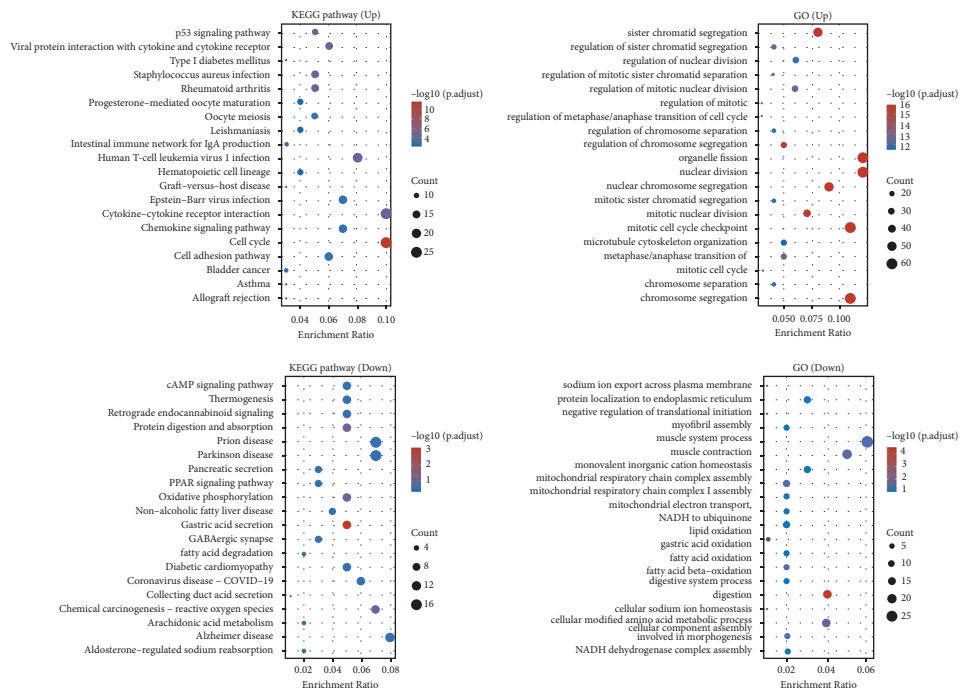 KEGG pathway (Up)
p53 signaling pathway
Viral protein interaction with cytokine and cytokine receptor
Type I diabetes mellitus
Staphylococcus aureus infection
Rheumatoid arthritis
Progesterone−mediated oocyte maturation
Oocyte meiosis
Leishmaniasis
Intestinal immune network for IgA production
Human T-cell leukemia virus 1 infection
Hematopoietic cell lineage
Graft−versus−host disease
Epstein−Barr virus infection
Cytokine−cytokine receptor interaction
Chemokine signaling pathway
Cell cycle
Cell adhesion pathway
Bladder cancer
Asthma
Allograft rejection
0.04 0.06 0.08 0.10
Enrichment Ratio
−log10 (p.adjust)
10
8
6
4
Count
10
15
20
25
GO (Up)
sister chromatid segregation
regulation of sister chromatid segregation
regulation of nuclear division
regulation of mitotic sister chromatid separation
regulation of mitotic nuclear division
regulation of mitotic
regulation of metaphase/anaphase transition of cell cycle
regulation of chromosome separation
regulation of chromosome segregation
organelle fission
nuclear division
nuclear chromosome segregation
mitotic sister chromatid segregation
mitotic nuclear division
mitotic cell cycle checkpoint
microtubule cytoskeleton organization
metaphase/anaphase transition of
mitotic cell cycle
chromosome separation
chromosome segregation
0.050 0.075 0.100
Enrichment Ratio
−log10 (p.adjust)
16
15
14
13
12
Count
20
30
40
50
60
KEGG pathway (Down)
cAMP signaling pathway
Thermogenesis
Retrograde endocannabinoid signaling
Protein digestion and absorption
Prion disease
Parkinson disease
Pancreatic secretion
PPAR signaling pathway
Oxidative phosphorylation
Non−alcoholic fatty liver disease
Gastric acid secretion
GABAergic synapse
fatty acid degradation
Diabetic cardiomyopathy
Coronavirus disease − COVID−19
Collecting duct acid secretion
Chemical carcinogenesis − reactive oxygen species
Arachidonic acid metabolism
Alzheimer disease
Aldosterone−regulated sodium reabsorption
0.02 0.04 0.06 0.08
Enrichment Ratio
−log10 (p.adjust)
3
2
1
Count
4
8
12
16
GO (Down)
sodium ion export across plasma membrane
protein localization to endoplasmic reticulum
negative regulation of translational initiation
myofibril assembly
muscle system process
muscle contraction
monovalent inorganic cation homeostasis
mitochondrial respiratory chain complex assembly
mitochondrial respiratory chain complex I assembly
mitochondrial electron transport,
NADH to ubiquinone
lipid oxidation
gastric acid oxidation
fatty acid oxidation
fatty acid beta−oxidation
digestive system process
digestion
cellular sodium ion homeostasis
cellular modified amino acid metabolic process
cellular component assembly
involved in morphogenesis
NADH dehydrogenase complex assembly
0.02 0.04 0.06
Enrichment Ratio
−log10 (p.adjust)
4
3
2
1
Count
5
10
15
20
25